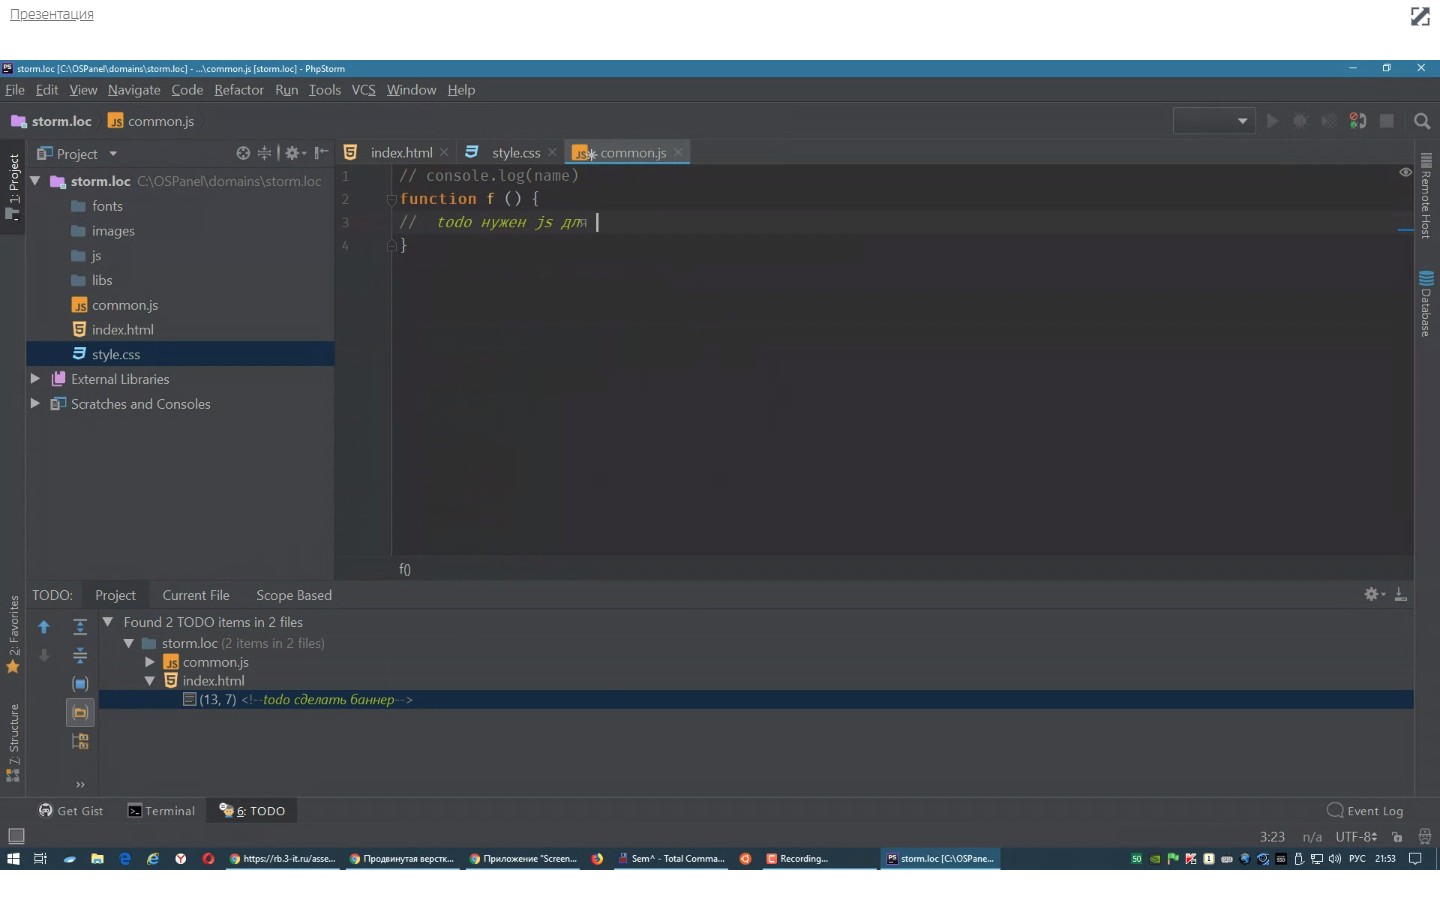 Презентация
storm.loc [C:\OSPanel\domains\storm.loc] - ...\common.js [storm.loc] - PhpStorm
File Edit View Navigate Code Refactor Run Tools VCS Window Help
storm.loc common.js
Project index.html style.css common.js
1: Project
storm.loc C:\OSPanel\domains\storm.loc
fonts
images
js
libs
common.js
index.html
style.css
External Libraries
Scratches and Consoles
1 // console.log(name)
2 function f () {
3 // todo нужен js для
4 }
f()
Remote Host
Database
TODO: Project Current File Scope Based
Found 2 TODO items in 2 files
storm.loc (2 items in 2 files)
common.js
index.html
(13, 7) <!--todo сделать баннер-->
2: Favorites
7: Structure
Get Gist Terminal 6: TODO Event Log
3:23 n/a UTF-8
https://rb.3-it.ru/asse... Продвинутая верстк... Приложение "Screen... Sem^ - Total Comma... Recording... storm.loc [C:\OSPane... 50 РУС 21:53